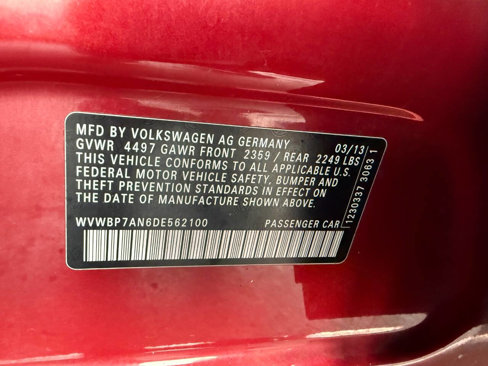 MFD BY VOLKSWAGEN AG GERMANY
GVWR 4497 GAWR FRONT 2359 / REAR 2249 LBS 03/13
THIS VEHICLE CONFORMS TO ALL APPLICABLE U.S.
FEDERAL MOTOR VEHICLE SAFETY, BUMPER AND
THEFT PREVENTION STANDARDS IN EFFECT ON
THE DATE OF MANUFACTURE SHOWN ABOVE.
WVWBP7AN6DE562100 PASSENGER CAR
1230337 3063 1